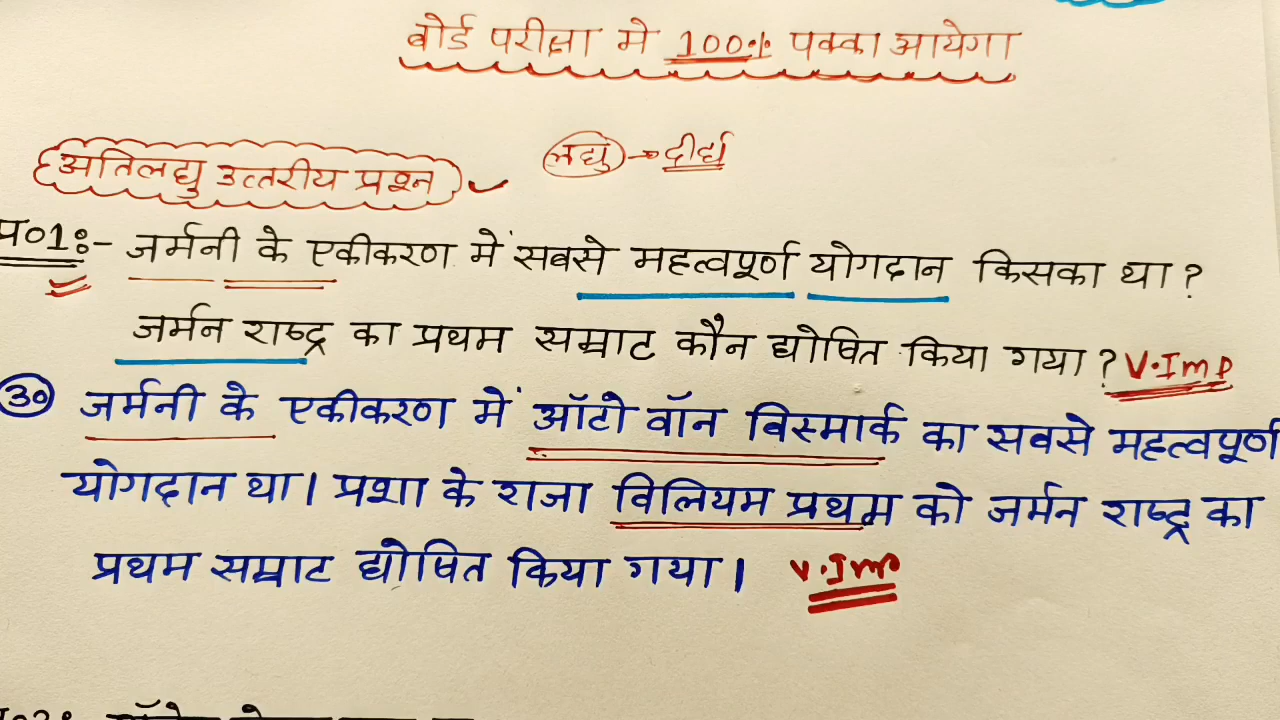 बोर्ड परीक्षा मे 100% पक्का आयेगा
अतिलघु उत्तरीय प्रश्न लघु → दीर्घ
प्र०1:- जर्मनी के एकीकरण में सबसे महत्वपूर्ण योगदान किसका था?
जर्मन राष्ट्र का प्रथम सम्राट कौन घोषित किया गया? V.Imp
उ० जर्मनी के एकीकरण में ऑटो वॉन विस्मार्क का सबसे महत्वपूर्ण
योगदान था। प्रशा के राजा विलियम प्रथम को जर्मन राष्ट्र का
प्रथम सम्राट घोषित किया गया। V.Imp